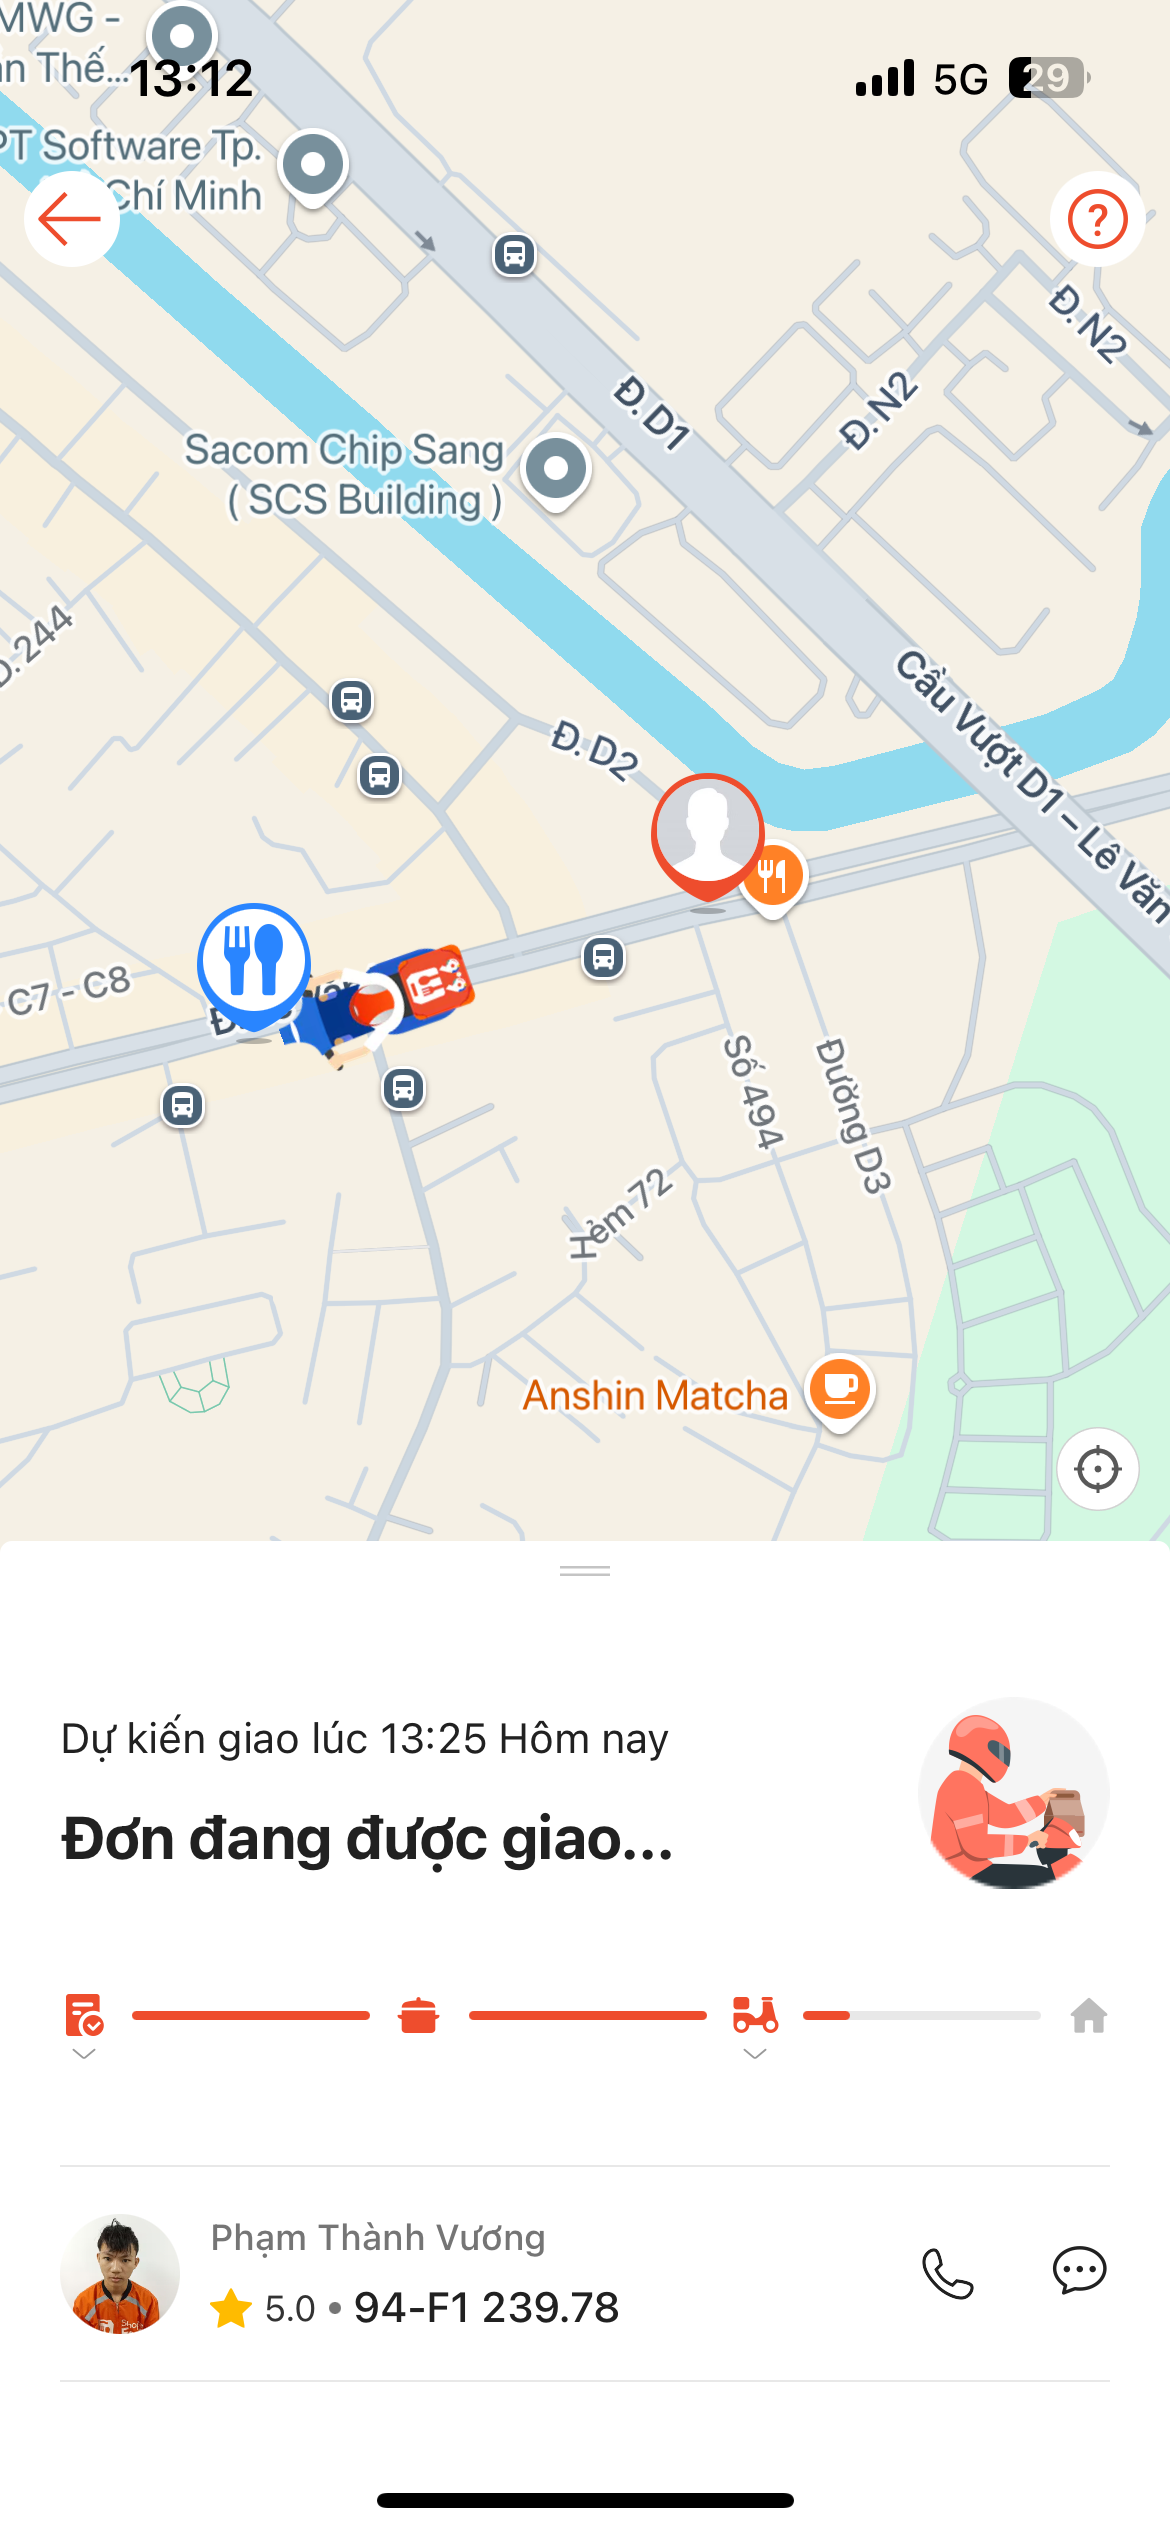 MWG -
n Thế...
13:12
5G
29
PT Software Tp.
Chí Minh
?
Đ. N2
Đ. D1
Đ. N2
Sacom Chip Sang
( SCS Building )
Đ. 244
Cầu Vượt D1 – Lê Văn
Đ. D2
C7 - C8
Số 494
Đường D3
Hẻm 72
Anshin Matcha
Dự kiến giao lúc 13:25 Hôm nay
Đơn đang được giao...
Phạm Thành Vương
5.0 • 94-F1 239.78